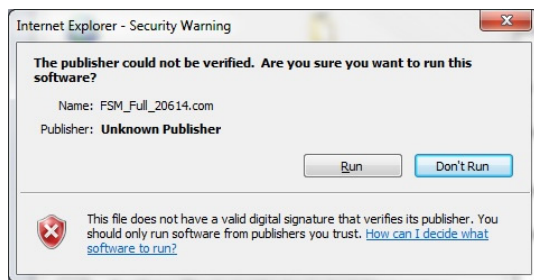 Internet Explorer - Security Warning
The publisher could not be verified.  Are you sure you want to run this
software?
Name: FSM_Full_20614.com
Publisher: Unknown Publisher
Run
Don't Run
This file does not have a valid digital signature that verifies its publisher. You
should only run software from publishers you trust. How can I decide what
software to run?